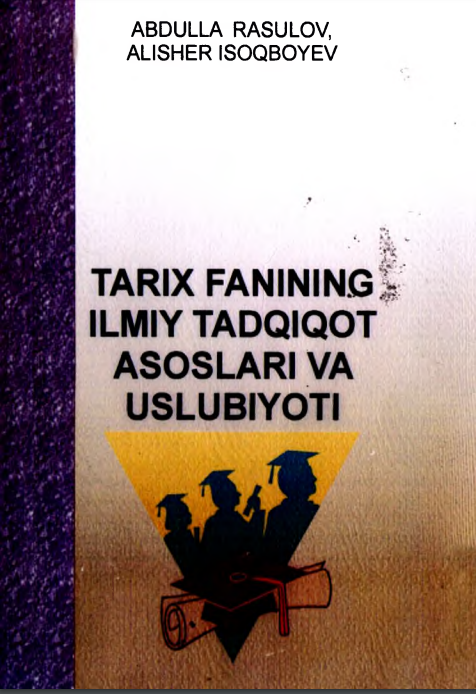 ABDULLA RASULOV,
ALISHER ISOQBOYEV
TARIX FANINING
ILMIY TADQIQOT
ASOSLARI VA
USLUBIYOTI